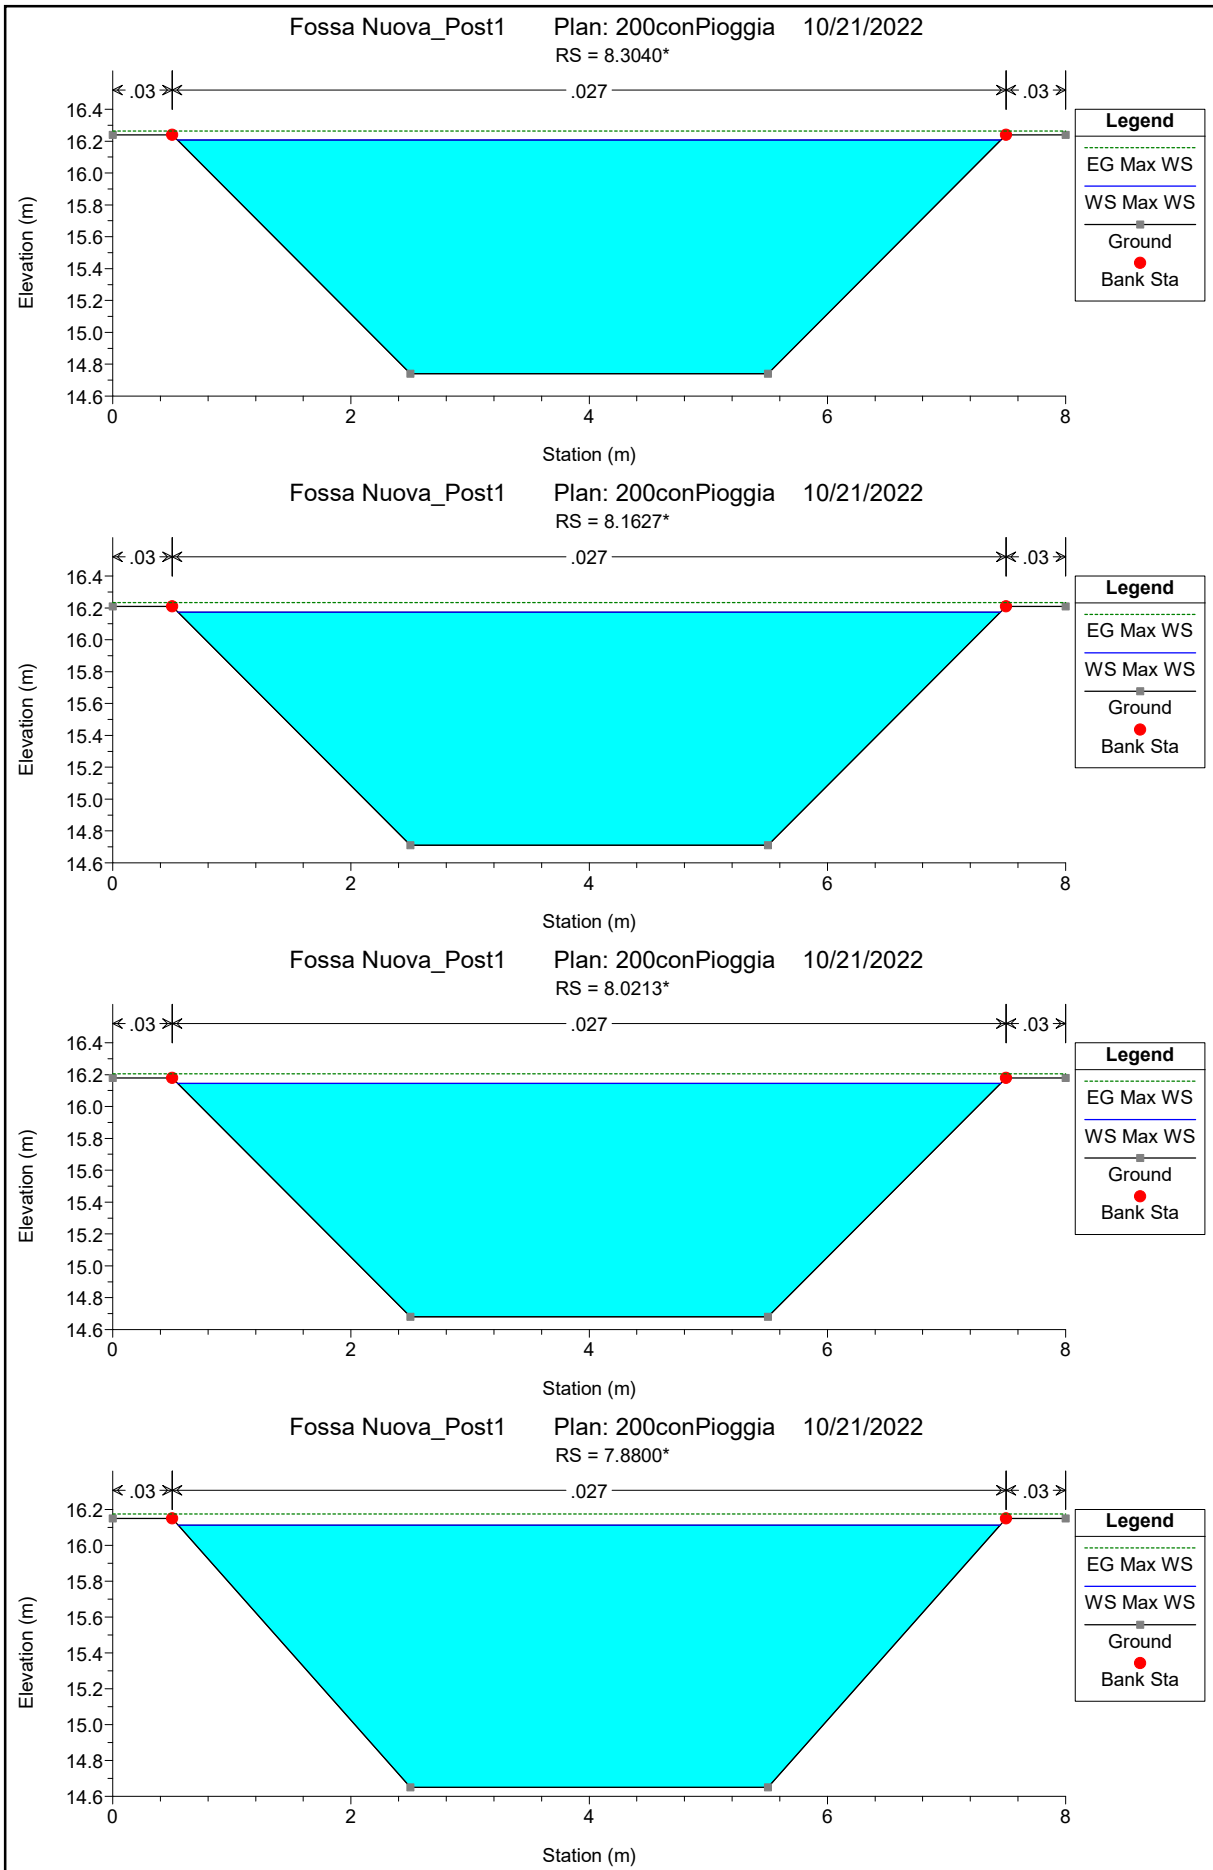 Fossa Nuova_Post1 Plan: 200conPioggia 10/21/2022
RS = 8.3040*
.03 .027 .03
16.4
16.2
16.0
15.8
15.6
15.4
15.2
15.0
14.8
14.6
Elevation (m)
0 2 4 6 8
Station (m)
Legend
EG Max WS
WS Max WS
Ground
Bank Sta
Fossa Nuova_Post1 Plan: 200conPioggia 10/21/2022
RS = 8.1627*
.03 .027 .03
16.4
16.2
16.0
15.8
15.6
15.4
15.2
15.0
14.8
14.6
Elevation (m)
0 2 4 6 8
Station (m)
Legend
EG Max WS
WS Max WS
Ground
Bank Sta
Fossa Nuova_Post1 Plan: 200conPioggia 10/21/2022
RS = 8.0213*
.03 .027 .03
16.4
16.2
16.0
15.8
15.6
15.4
15.2
15.0
14.8
14.6
Elevation (m)
0 2 4 6 8
Station (m)
Legend
EG Max WS
WS Max WS
Ground
Bank Sta
Fossa Nuova_Post1 Plan: 200conPioggia 10/21/2022
RS = 7.8800*
.03 .027 .03
16.2
16.0
15.8
15.6
15.4
15.2
15.0
14.8
14.6
Elevation (m)
0 2 4 6 8
Station (m)
Legend
EG Max WS
WS Max WS
Ground
Bank Sta